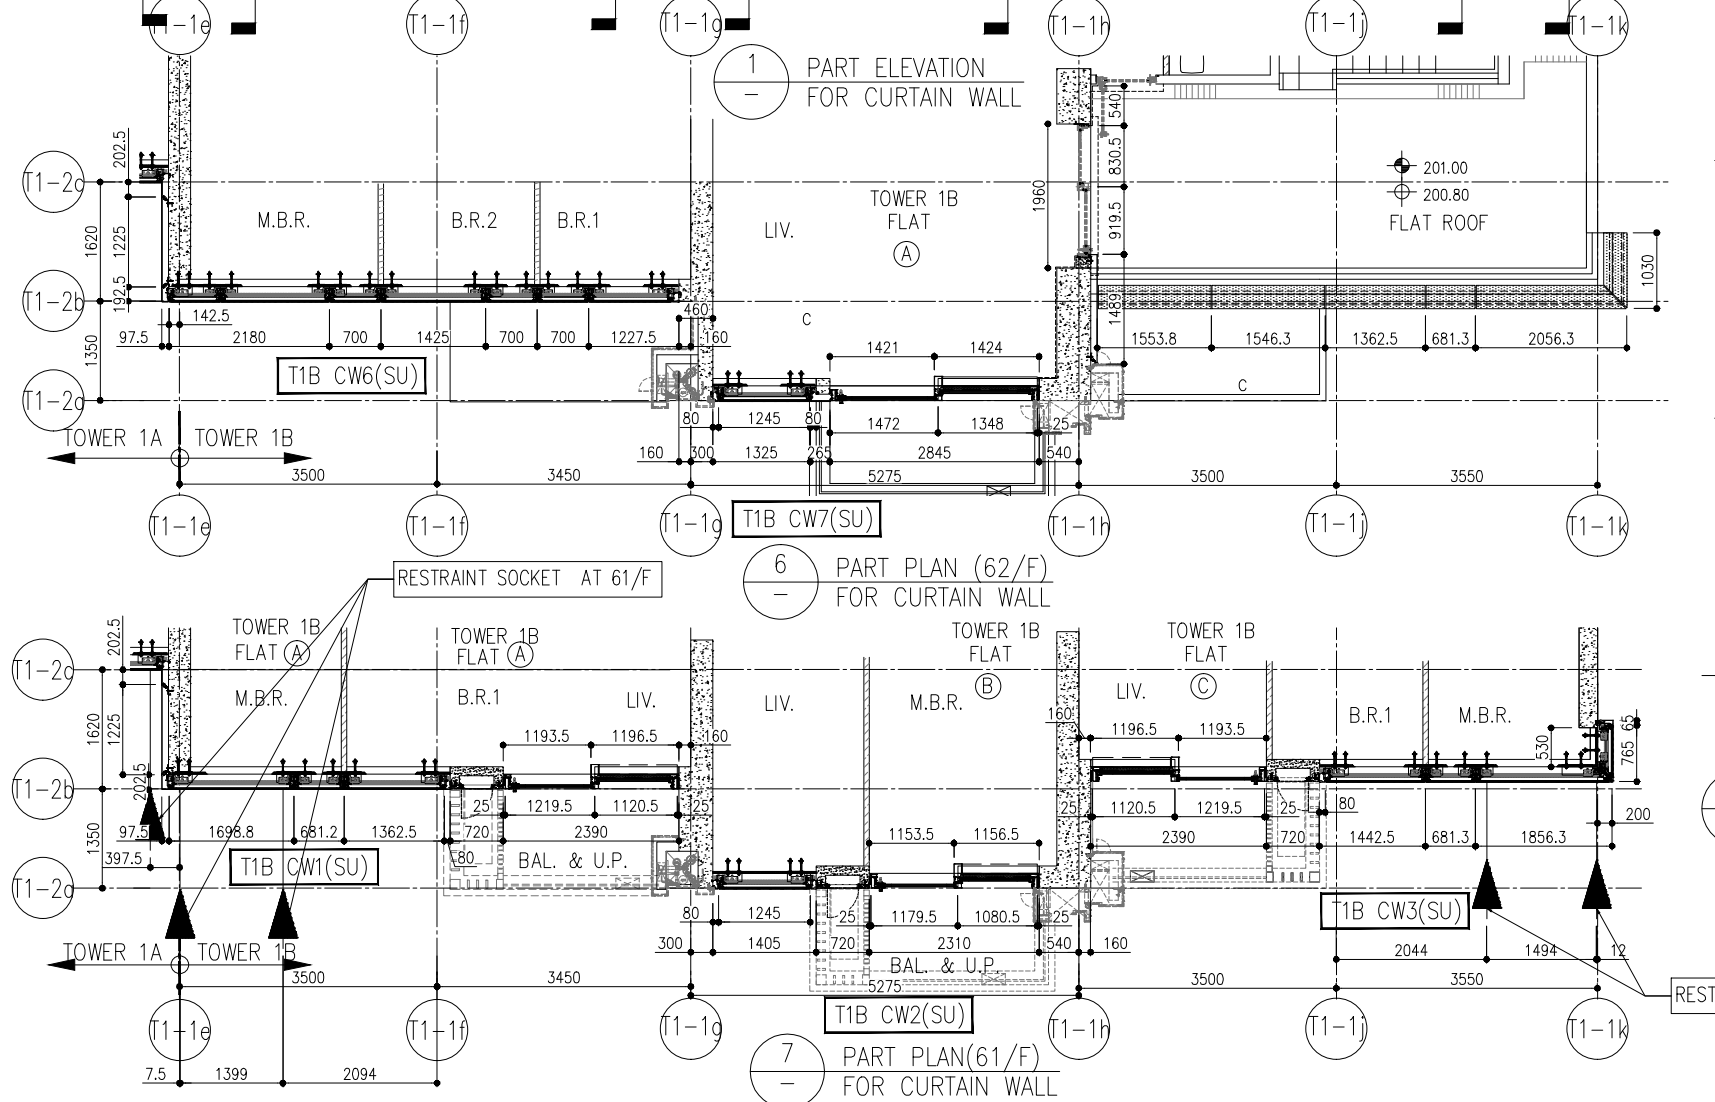 T1-1e T1-1f T1-1g T1-1h T1-1j T1-1k
1
–
PART ELEVATION
FOR CURTAIN WALL
540
830.5
919.5
1489
1960
202.5
1620
1225
192.5
1350
T1-2c
T1-2b
T1-2a
M.B.R.
B.R.2
B.R.1
LIV.
TOWER 1B
FLAT
A
201.00
200.80
FLAT ROOF
1030
C
460
142.5
97.5 2180 700 1425 700 700 1227.5 160
1553.8 1546.3 1362.5 681.3 2056.3
1421 1424
T1B CW6(SU)
C
80 1245 80 1472 1348 25
TOWER 1A TOWER 1B
160 300 1325 265 2845 540
3500 3450 5275 3500 3550
T1-1e T1-1f T1-1g T1-1h T1-1j T1-1k
T1B CW7(SU)
6
–
PART PLAN (62/F)
FOR CURTAIN WALL
RESTRAINT SOCKET AT 61/F
202.5
1620
1225
202.5
1350
T1-2c
T1-2b
T1-2a
TOWER 1B
FLAT A
TOWER 1B
FLAT A
TOWER 1B
FLAT
B
TOWER 1B
FLAT
C
M.B.R.
B.R.1
LIV.
LIV.
M.B.R.
LIV.
B.R.1
M.B.R.
160
1193.5 1196.5 160
1196.5 1193.5
530
765
65
25 1219.5 1120.5 25
25 1120.5 1219.5 25 80
200
97.5 1698.8 681.2 1362.5 720 2390
1153.5 1156.5
2390 720 1442.5 681.3 1856.3
397.5
80
T1B CW1(SU)
BAL. & U.P.
80 1245 25 1179.5 1080.5 25
T1B CW3(SU)
TOWER 1A TOWER 1B
300 1405 720 2310 540 160
2044 1494 12
BAL. & U.P.
3500 3450 5275 3500 3550
REST
T1B CW2(SU)
T1-1e T1-1f T1-1g T1-1h T1-1j T1-1k
7
–
PART PLAN(61/F)
FOR CURTAIN WALL
7.5 1399 2094